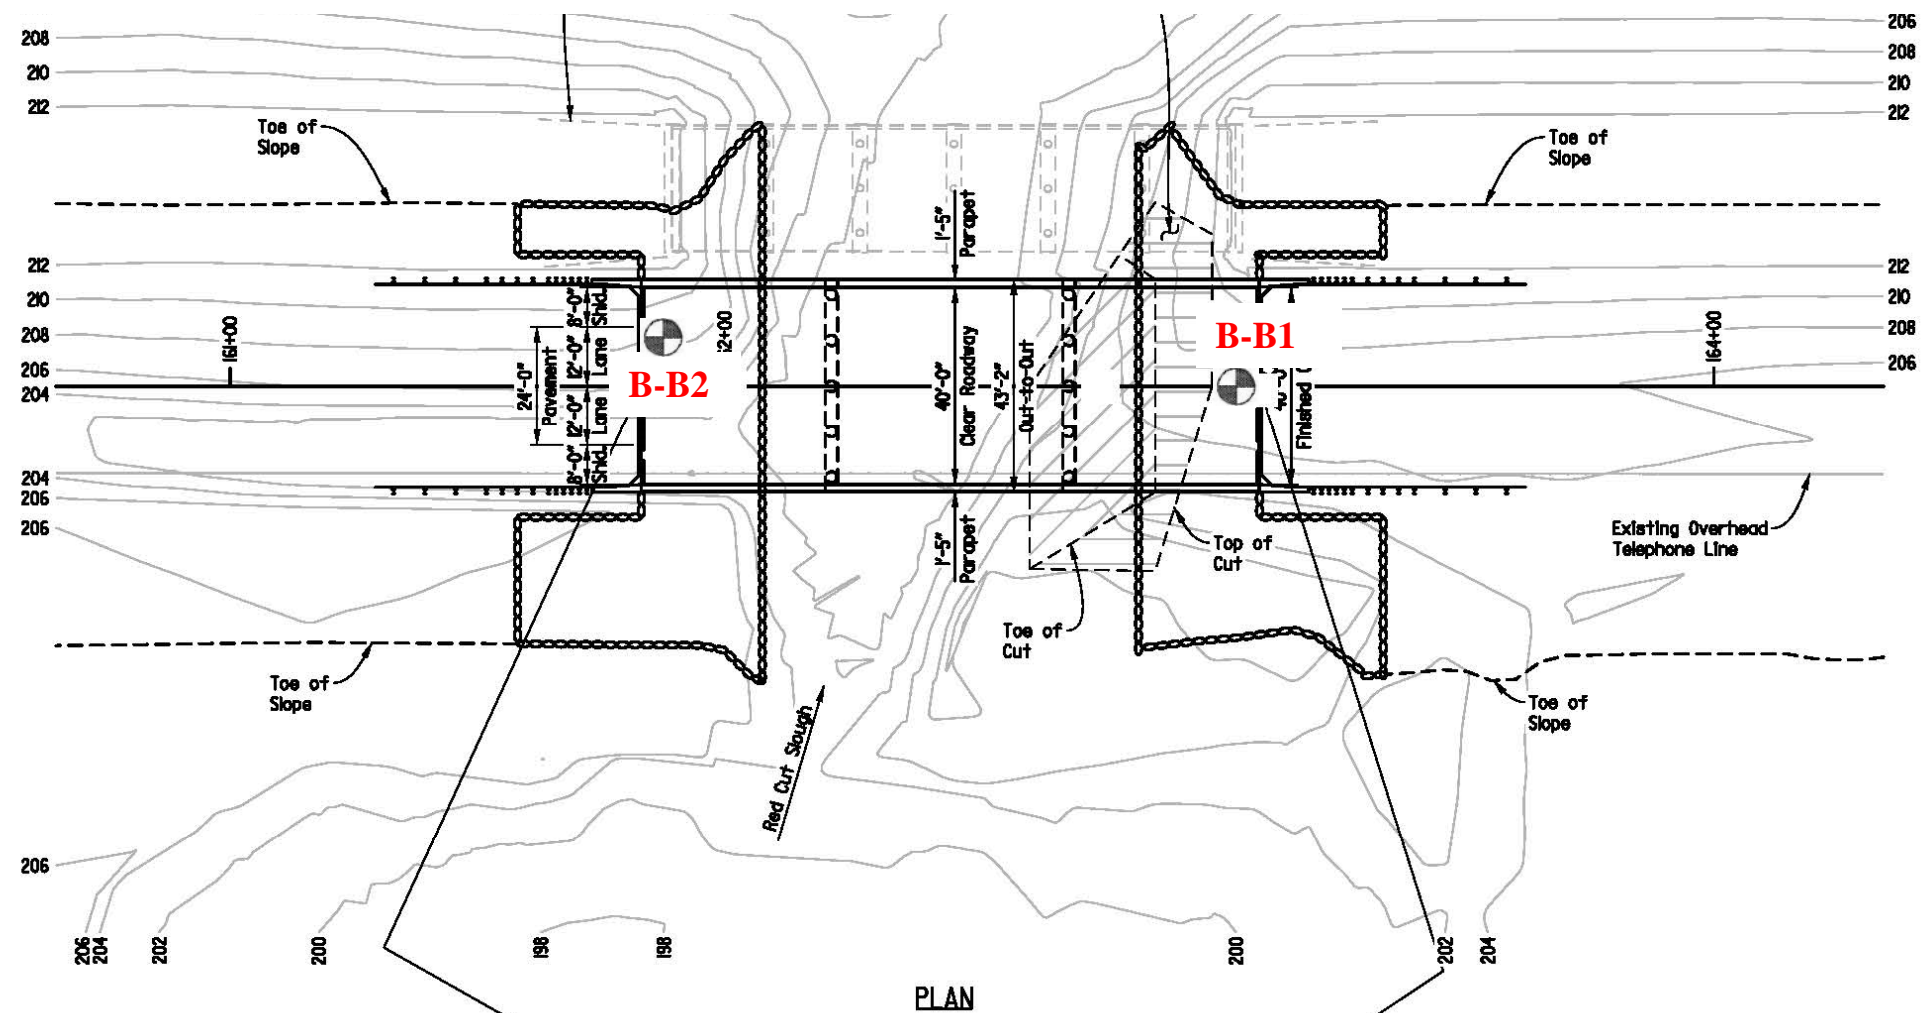 206
208
208
210
210
212
212
Toe of
Slope
Toe of
Slope
1'-5"
Parapet
212
212
210
210
208
208
206
206
204
161+00
164+00
8'-0"
Shld.
12'-0"
Lane
12'-0"
Lane
8'-0"
Shld.
24'-0"
Pavement
12+00
B-B2
B-B1
40'-0"
Clear Roadway
43'-2"
Out-to-Out
Finished
204
206
206
1'-5"
Parapet
Top of
Cut
Toe of
Cut
Existing Overhead
Telephone Line
Toe of
Slope
Toe of
Slope
Red Cut Slough
206
206
204
202
200
198
198
200
202
204
PLAN